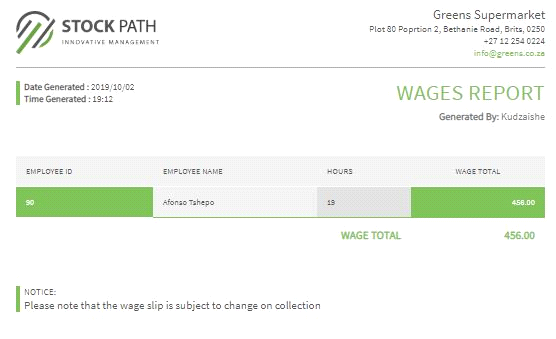 STOCK PATH
INNOVATIVE MANAGEMENT
Greens Supermarket
Plot 80 Poprtion 2, Bethanie Road, Brits, 0250
+27 12 254 0224
info@greens.co.za
Date Generated : 2019/10/02
Time Generated : 19:12
WAGES REPORT
Generated By: Kudzaishe
EMPLOYEE ID EMPLOYEE NAME HOURS WAGE TOTAL
90 Afonso Tshepo 19 456.00
WAGE TOTAL 456.00
NOTICE:
Please note that the wage slip is subject to change on collection